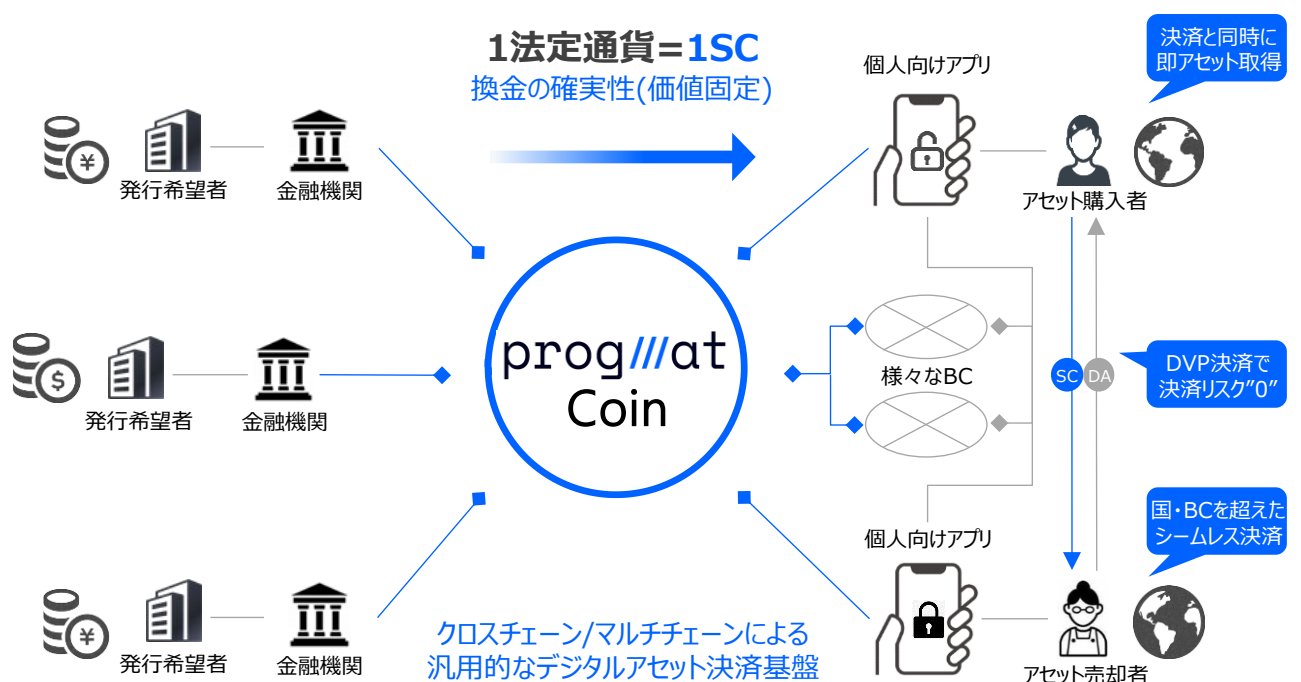 1法定通貨=1SC
換金の確実性(価値固定)
個人向けアプリ
決済と同時に
即アセット取得
¥
発行希望者
金融機関
アセット購入者
$
発行希望者
金融機関
progmat
Coin
様々なBC
SC
DA
DVP決済で
決済リスク"0"
個人向けアプリ
国・BCを超えた
シームレス決済
¥
発行希望者
金融機関
クロスチェーン/マルチチェーンによる
汎用的なデジタルアセット決済基盤
アセット売却者